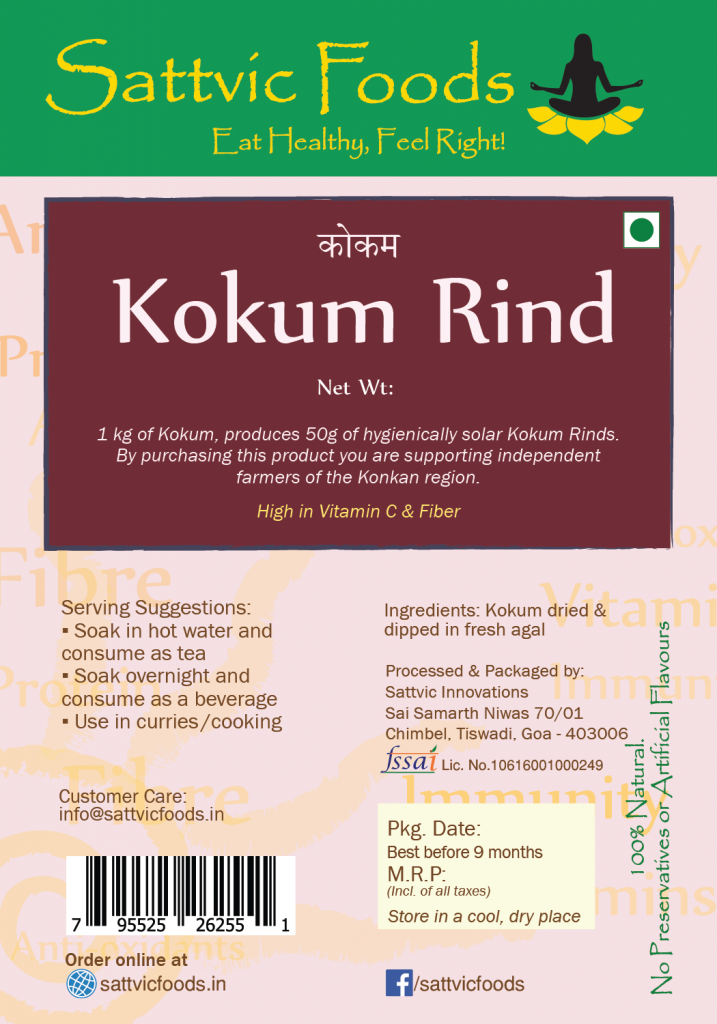 Sattvic Foods
Eat Healthy, Feel Right!
कोकम
Kokum Rind
Net Wt:
1 kg of Kokum, produces 50g of hygienically solar Kokum Rinds.
By purchasing this product you are supporting independent
farmers of the Konkan region.
High in Vitamin C & Fiber
Serving Suggestions:
▪ Soak in hot water and
consume as tea
▪ Soak overnight and
consume as a beverage
▪ Use in curries/cooking
Ingredients: Kokum dried &
dipped in fresh agal
Processed & Packaged by:
Sattvic Innovations
Sai Samarth Niwas 70/01
Chimbel, Tiswadi, Goa - 403006
fssai Lic. No.10616001000249
100% Natural.
No Preservatives or Artificial Flavours
Customer Care:
info@sattvicfoods.in
Pkg. Date:
Best before 9 months
M.R.P:
(Incl. of all taxes)
Store in a cool, dry place
7 95525 26255 1
Order online at
sattvicfoods.in
f/sattvicfoods
Fibre
Vitami
Protein
Immun
Fibre
Immunity
mins
Anti-oxidants